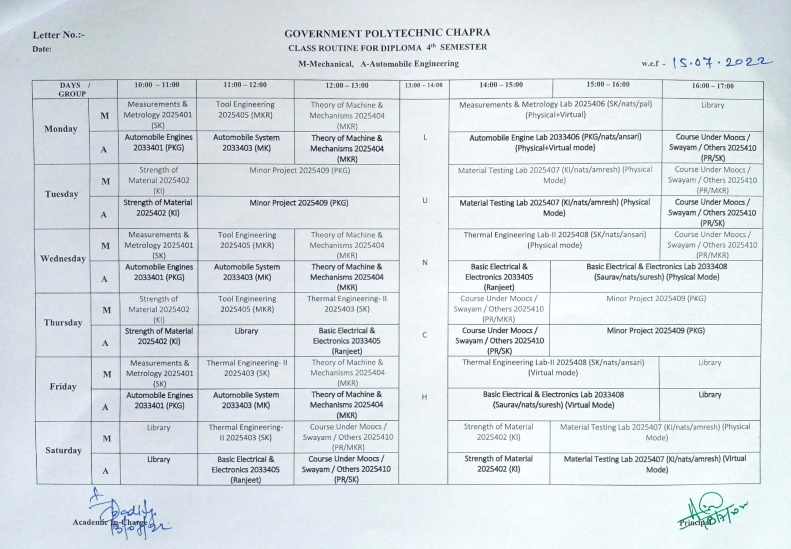 Letter No.:-
GOVERNMENT POLYTECHNIC CHAPRA
Date:
CLASS ROUTINE FOR DIPLOMA 4th SEMESTER
M-Mechanical, A-Automobile Engineering
w.e.f - 15.07.2022
DAYS / GROUP 10:00 – 11:00 11:00 – 12:00 12:00 – 13:00 13:00 – 14:00 14:00 – 15:00 15:00 – 16:00 16:00 – 17:00
Monday
M
Measurements &
Metrology 2025401
(SK)
Tool Engineering
2025405 (MKR)
Theory of Machine &
Mechanisms 2025404
(MKR)
Measurements & Metrology Lab 2025406 (SK/nats/pal)
(Physical+Virtual)
Library
A
Automobile Engines
2033401 (PKG)
Automobile System
2033403 (MK)
Theory of Machine &
Mechanisms 2025404
(MKR)
L
Automobile Engine Lab 2033406 (PKG/nats/ansari)
(Physical+Virtual mode)
Course Under Moocs /
Swayam / Others 2025410
(PR/SK)
Tuesday
M
Strength of
Material 2025402
(KI)
Minor Project 2025409 (PKG)
Material Testing Lab 2025407 (KI/nats/amresh) (Physical
Mode)
Course Under Moocs /
Swayam / Others 2025410
(PR/MKR)
A
Strength of Material
2025402 (KI)
Minor Project 2025409 (PKG)
U
Material Testing Lab 2025407 (KI/nats/amresh) (Physical
Mode)
Course Under Moocs /
Swayam / Others 2025410
(PR/SK)
Wednesday
M
Measurements &
Metrology 2025401
(SK)
Tool Engineering
2025405 (MKR)
Theory of Machine &
Mechanisms 2025404
(MKR)
Thermal Engineering Lab-II 2025408 (SK/nats/ansari)
(Physical mode)
Course Under Moocs /
Swayam / Others 2025410
(PR/MKR)
A
Automobile Engines
2033401 (PKG)
Automobile System
2033403 (MKR)
Theory of Machine &
Mechanisms 2025404
(MKR)
N
Basic Electrical &
Electronics 2033405
(Ranjeet)
Basic Electrical & Electronics Lab 2033408
(Saurav/nats/suresh) (Physical Mode)
Thursday
M
Strength of
Material 2025402
(KI)
Tool Engineering
2025405 (MKR)
Thermal Engineering- II
2025403 (SK)
Course Under Moocs /
Swayam / Others 2025410
(PR/MKR)
Minor Project 2025409 (PKG)
A
Strength of Material
2025402 (KI)
Library
Basic Electrical &
Electronics 2033405
(Ranjeet)
C
Course Under Moocs /
Swayam / Others 2025410
(PR/SK)
Minor Project 2025409 (PKG)
Friday
M
Measurements &
Metrology 2025401
(SK)
Thermal Engineering- II
2025403 (SK)
Theory of Machine &
Mechanisms 2025404
(MKR)
Thermal Engineering Lab-II 2025408 (SK/nats/ansari)
(Virtual mode)
Library
A
Automobile Engines
2033401 (PKG)
Automobile System
2033403 (MK)
Theory of Machine &
Mechanisms 2025404
(MKR)
H
Basic Electrical & Electronics Lab 2033408
(Saurav/nats/suresh) (Virtual Mode)
Library
Saturday
M
Library
Thermal Engineering-
II 2025403 (SK)
Course Under Moocs /
Swayam / Others 2025410
(PR/MKR)
Strength of Material
2025402 (KI)
Material Testing Lab 2025407 (KI/nats/amresh) (Physical
Mode)
A
Library
Basic Electrical &
Electronics 2033405
(Ranjeet)
Course Under Moocs /
Swayam / Others 2025410
(PR/SK)
Strength of Material
2025402 (KI)
Material Testing Lab 2025407 (KI/nats/amresh) (Virtual
Mode)
Academic In-Charge
Principal